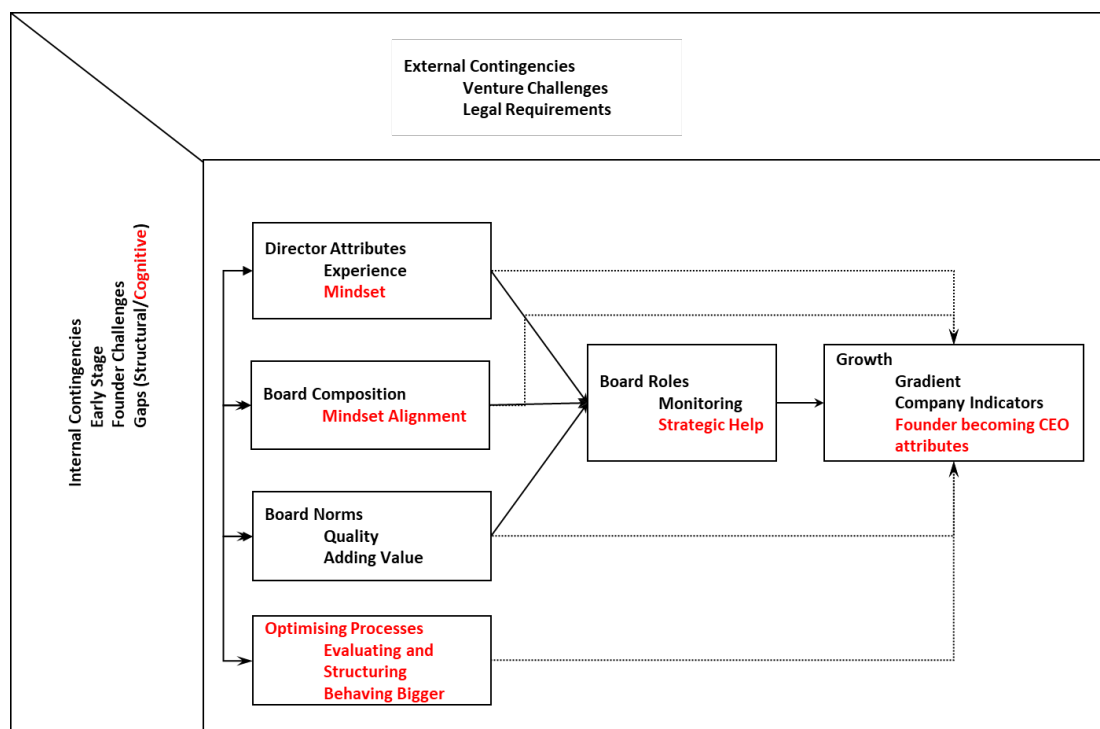 External Contingencies
Venture Challenges
Legal Requirements
Internal Contingencies
Early Stage
Founder Challenges
Gaps (Structural/Cognitive)
Director Attributes
Experience
Mindset
Board Composition
Mindset Alignment
Board Norms
Quality
Adding Value
Optimising Processes
Evaluating and
Structuring
Behaving Bigger
Board Roles
Monitoring
Strategic Help
Growth
Gradient
Company Indicators
Founder becoming CEO
attributes